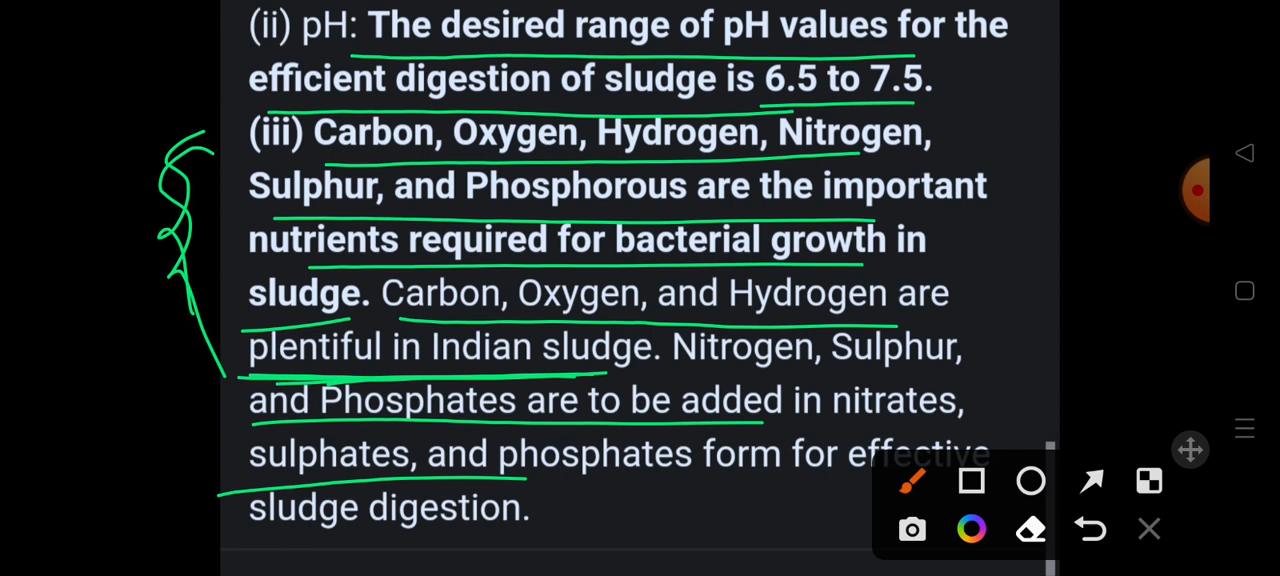 (ii) pH: The desired range of pH values for the
efficient digestion of sludge is 6.5 to 7.5.
(iii) Carbon, Oxygen, Hydrogen, Nitrogen,
Sulphur, and Phosphorous are the important
nutrients required for bacterial growth in
sludge. Carbon, Oxygen, and Hydrogen are
plentiful in Indian sludge. Nitrogen, Sulphur,
and Phosphates are to be added in nitrates,
sulphates, and phosphates form for effective
sludge digestion.